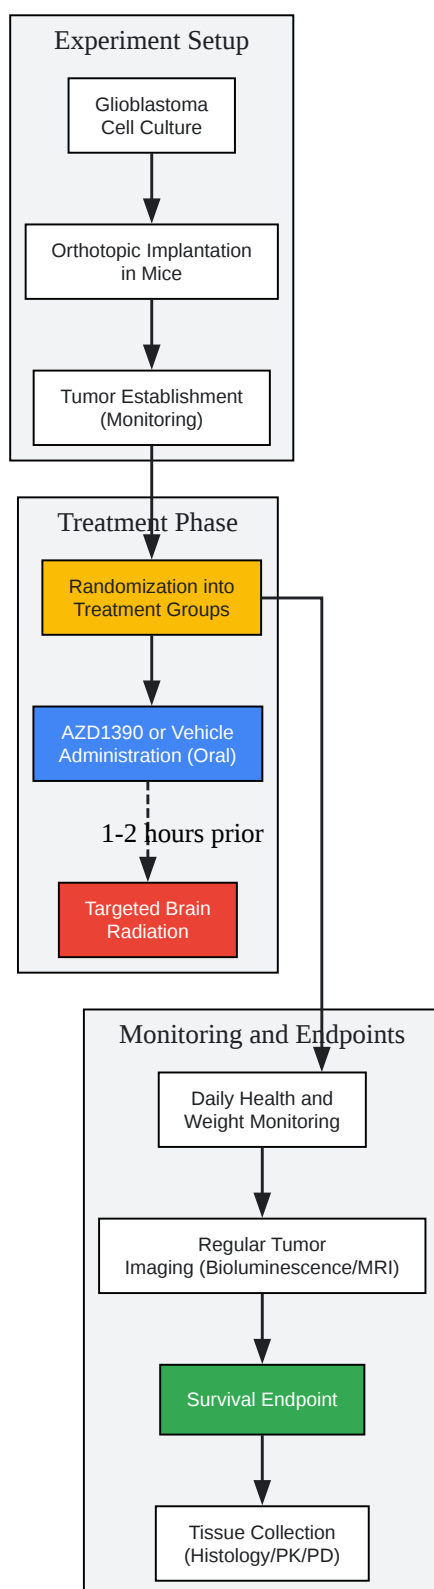 Experiment Setup
Glioblastoma
Cell Culture
Orthotopic Implantation
in Mice
Tumor Establishment
(Monitoring)
Treatment Phase
Randomization into
Treatment Groups
AZD1390 or Vehicle
Administration (Oral)
1-2 hours prior
Targeted Brain
Radiation
Monitoring and Endpoints
Daily Health and
Weight Monitoring
Regular Tumor
Imaging (Bioluminescence/MRI)
Survival Endpoint
Tissue Collection
(Histology/PK/PD)